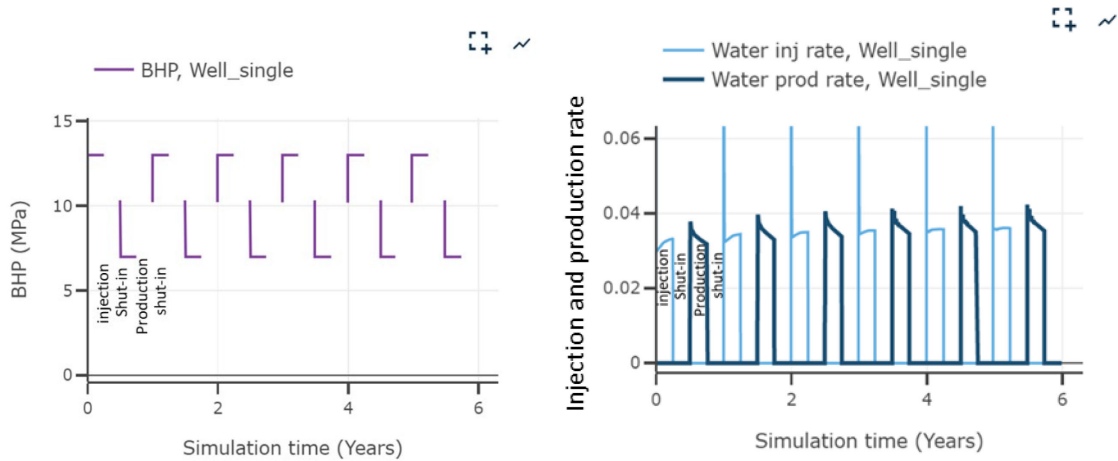 BHP, Well_single
15
10
5
0
BHP (MPa)
injection
Shut-in
Production
shut-in
0
2
4
6
Simulation time (Years)
Water inj rate, Well_single
Water prod rate, Well_single
Injection and production rate
0.06
0.04
0.02
0
injection
Shut-in
Production
shut-in
0
2
4
6
Simulation time (Years)